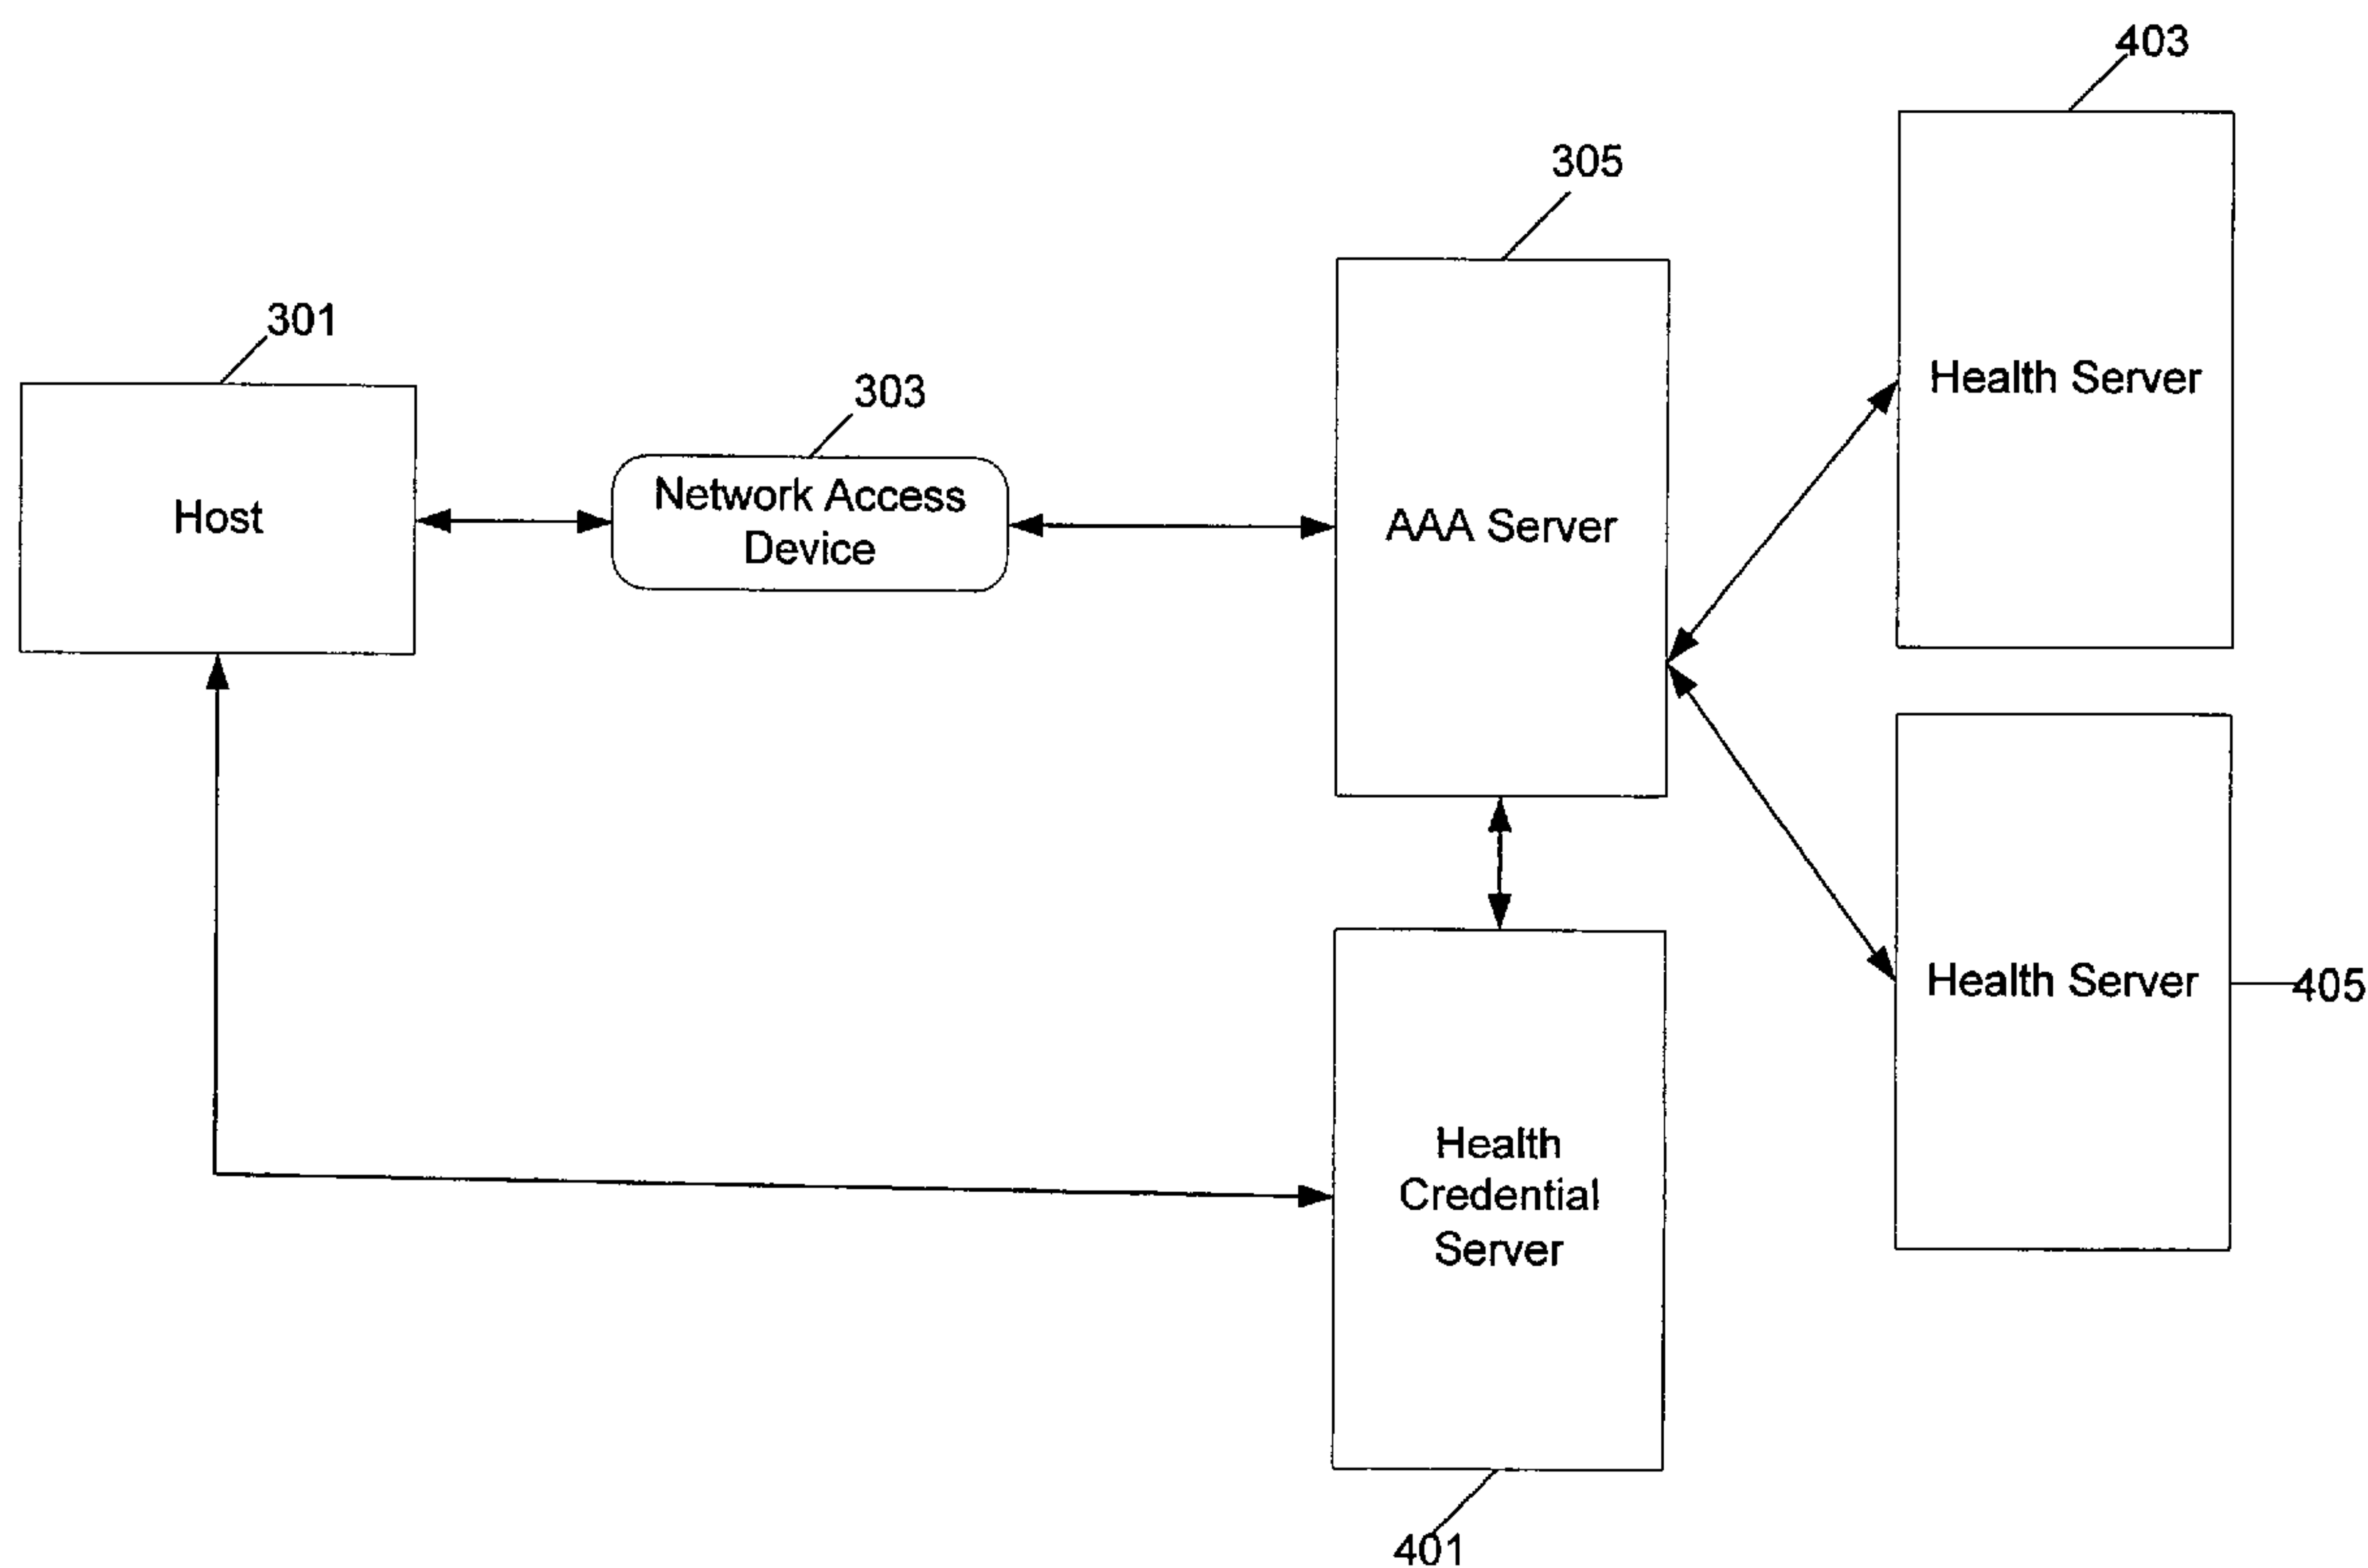 403
305
301
303
Health Server
Network Access
Device
Host
AAA Server
Health Server
405
Health
Credential
Server
401